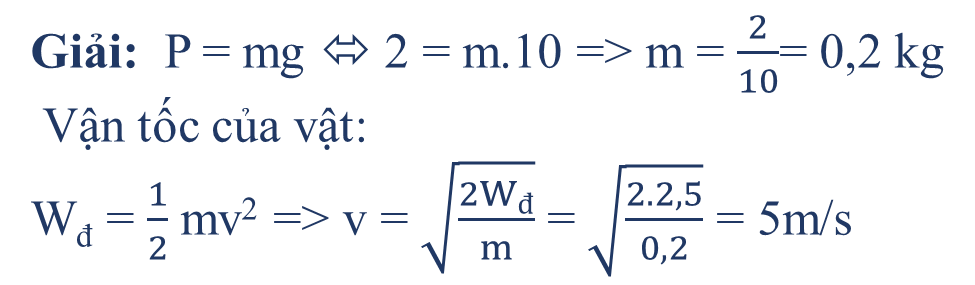 Giải: P = mg ⇔ 2 = m.10 => m = 2/10 = 0,2 kg
Vận tốc của vật:
Wđ = 1/2 mv² => v = √(2Wđ/m) = √(2.2,5/0,2) = 5m/s